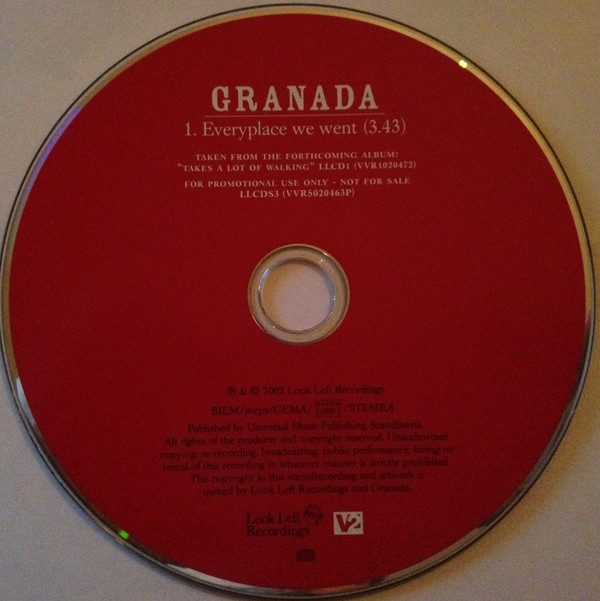 GRANADA
1. Everyplace we went (3.43)
TAKEN FROM THE FORTHCOMING ALBUM:
"TAKES A LOT OF WALKING" LLCD1 (VVR1020472)
FOR PROMOTIONAL USE ONLY - NOT FOR SALE
LLCDS3 (VVR5020463P)
℗ & © 2002 Look Left Recordings
BIEM/mcps/GEMA/ /STEMRA
Published by Universal Music Publishing Scandinavia.
All rights of the producer and copyright reserved. Unauthorized
copying, re-recording, broadcasting, public performance, hiring or
rental of this recording in whatever manner is strictly prohibited.
The copyright in this soundrecording and artwork is
owned by Look Left Recordings and Granada.
Look Left
Recordings
V2